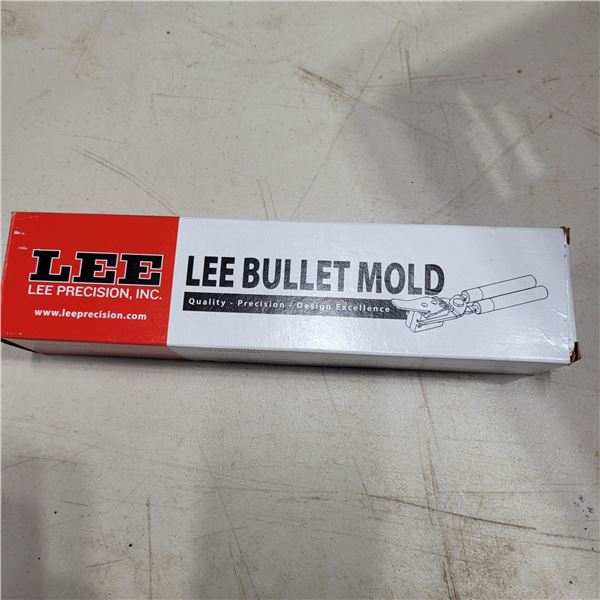 LEE
LEE PRECISION, INC.
www.leeprecision.com
LEE BULLET MOLD
Quality - Precision - Design Excellence